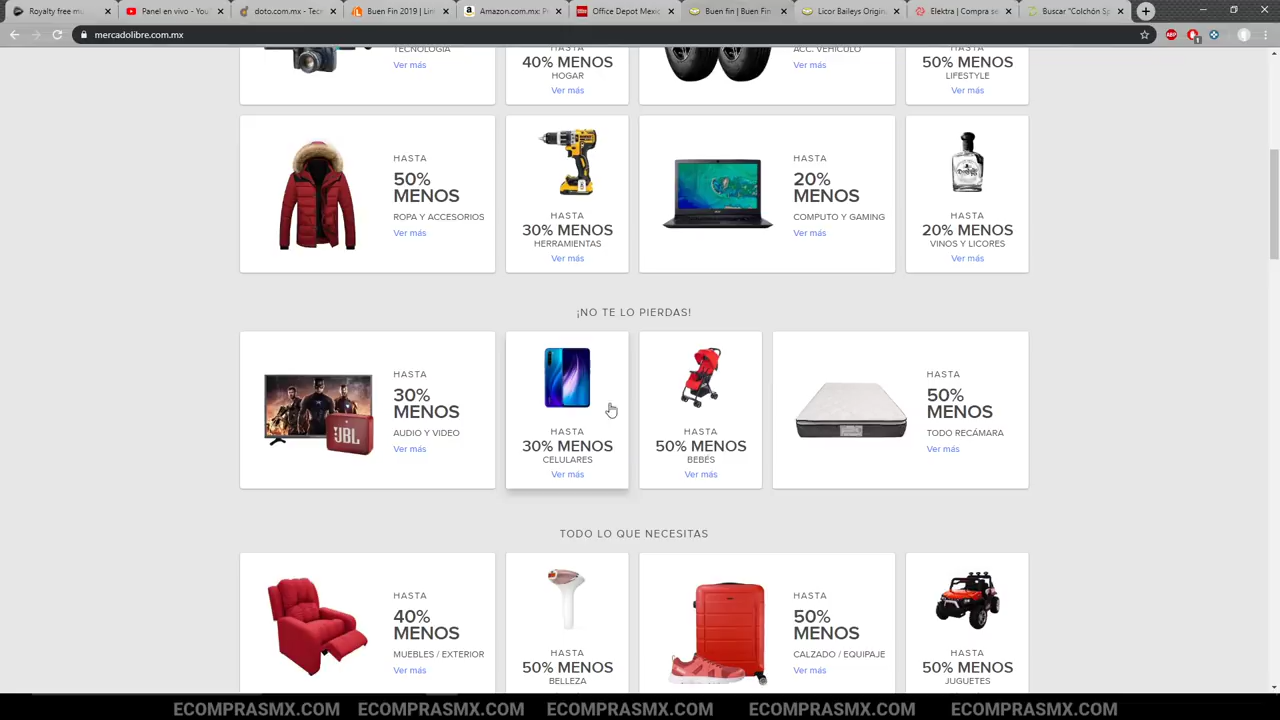 Royalty free mu
Panel en vivo - You
doto.com.mx - Tecn
Buen Fin 2019 | Lin
Amazon.com.mx: P
Office Depot Mexic
Buen fin | Buen Fin
Licor Baileys Origin
Elektra | Compra se
Buscar "Colchón Sp
mercadolibre.com.mx
TECNOLOGÍA
Ver más
HASTA
40% MENOS
HOGAR
Ver más
ACC. VEHÍCULO
Ver más
HASTA
50% MENOS
LIFESTYLE
Ver más
HASTA
50%
MENOS
ROPA Y ACCESORIOS
Ver más
HASTA
30% MENOS
HERRAMIENTAS
Ver más
HASTA
20%
MENOS
COMPUTO Y GAMING
Ver más
HASTA
20% MENOS
VINOS Y LICORES
Ver más
¡NO TE LO PIERDAS!
JBL
HASTA
30%
MENOS
AUDIO Y VIDEO
Ver más
HASTA
30% MENOS
CELULARES
Ver más
HASTA
50% MENOS
BEBÉS
Ver más
HASTA
50%
MENOS
TODO RECÁMARA
Ver más
TODO LO QUE NECESITAS
HASTA
40%
MENOS
MUEBLES / EXTERIOR
Ver más
HASTA
50% MENOS
BELLEZA
HASTA
50%
MENOS
CALZADO / EQUIPAJE
Ver más
HASTA
50% MENOS
JUGUETES
ECOMPRASMX.COM ECOMPRASMX.COM ECOMPRASMX.COM ECOMPRASMX.COM ECOMPRASMX.COM